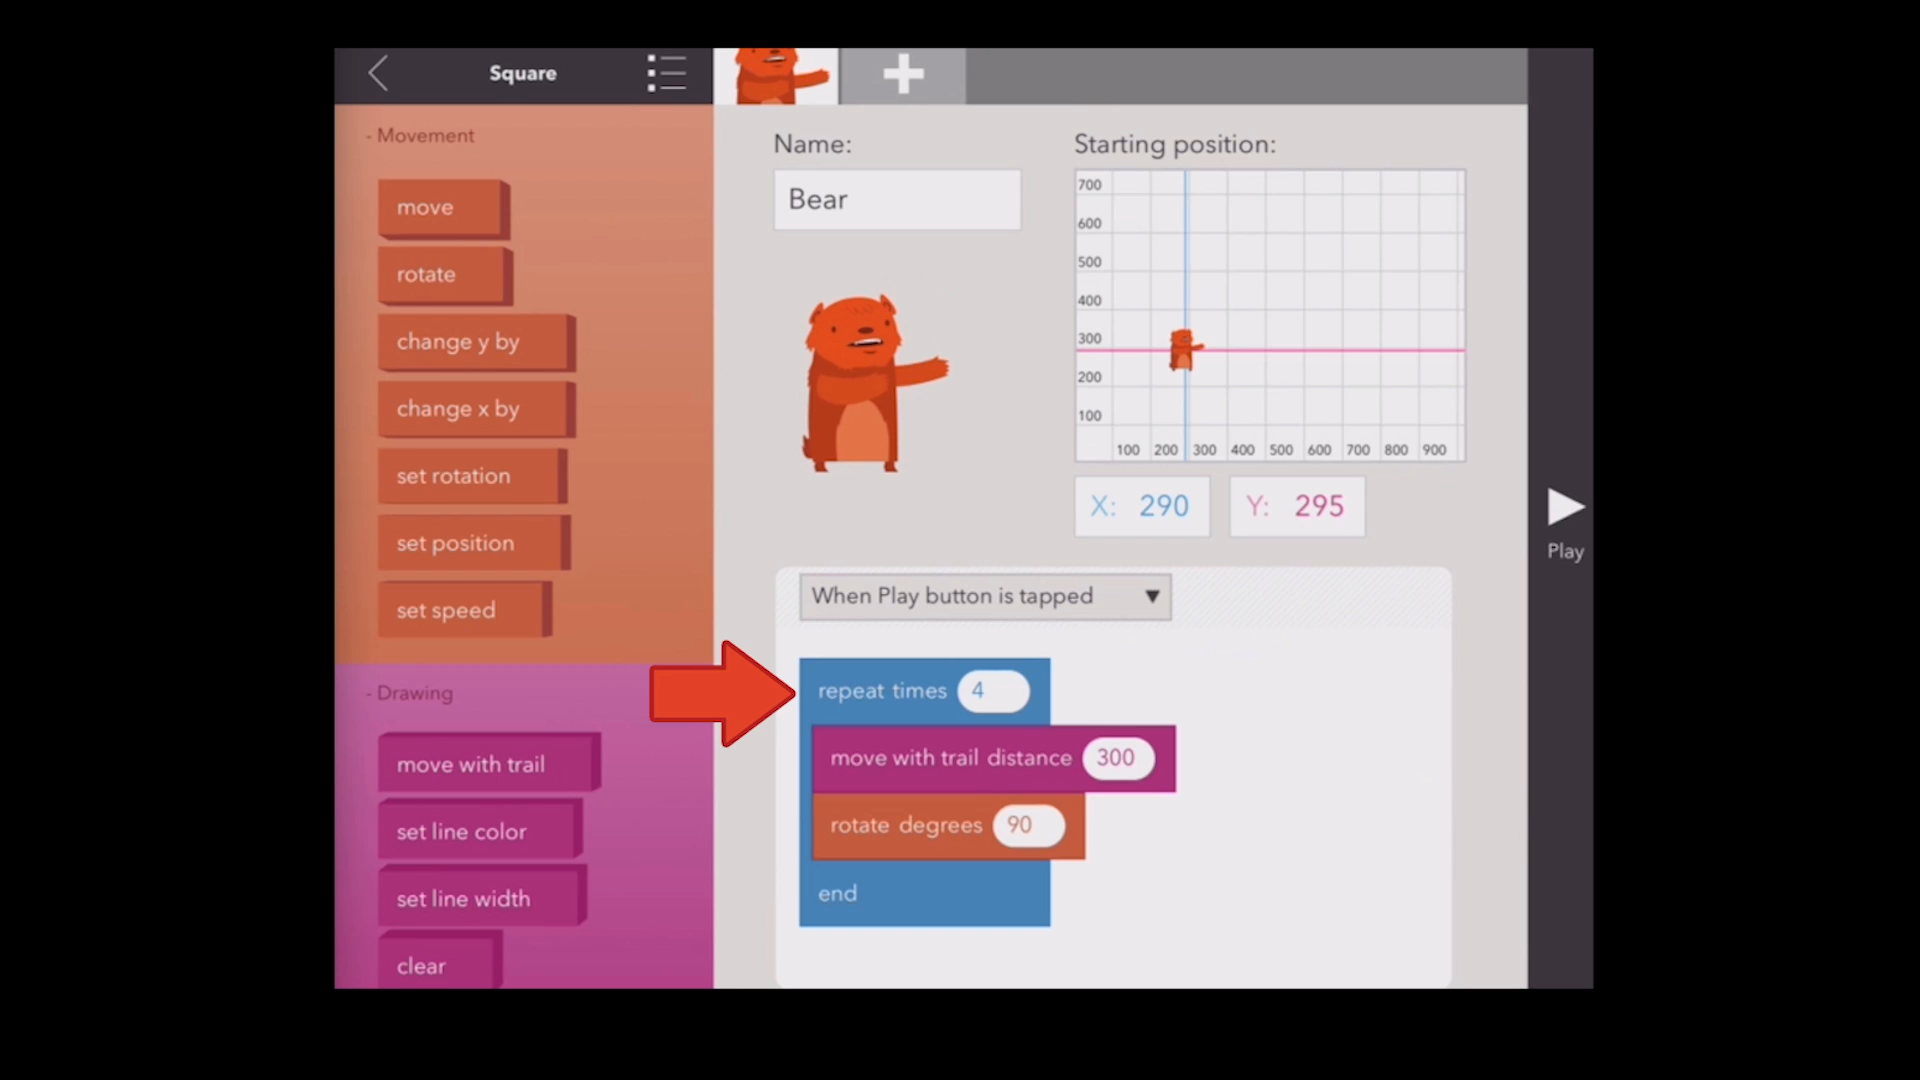 Square
- Movement
move
rotate
change y by
change x by
set rotation
set position
set speed
- Drawing
move with trail
set line color
set line width
clear
Name:
Bear
Starting position:
700
600
500
400
300
200
100
100 200 300 400 500 600 700 800 900
X: 290 Y: 295
When Play button is tapped
repeat times 4
move with trail distance 300
rotate degrees 90
end
Play